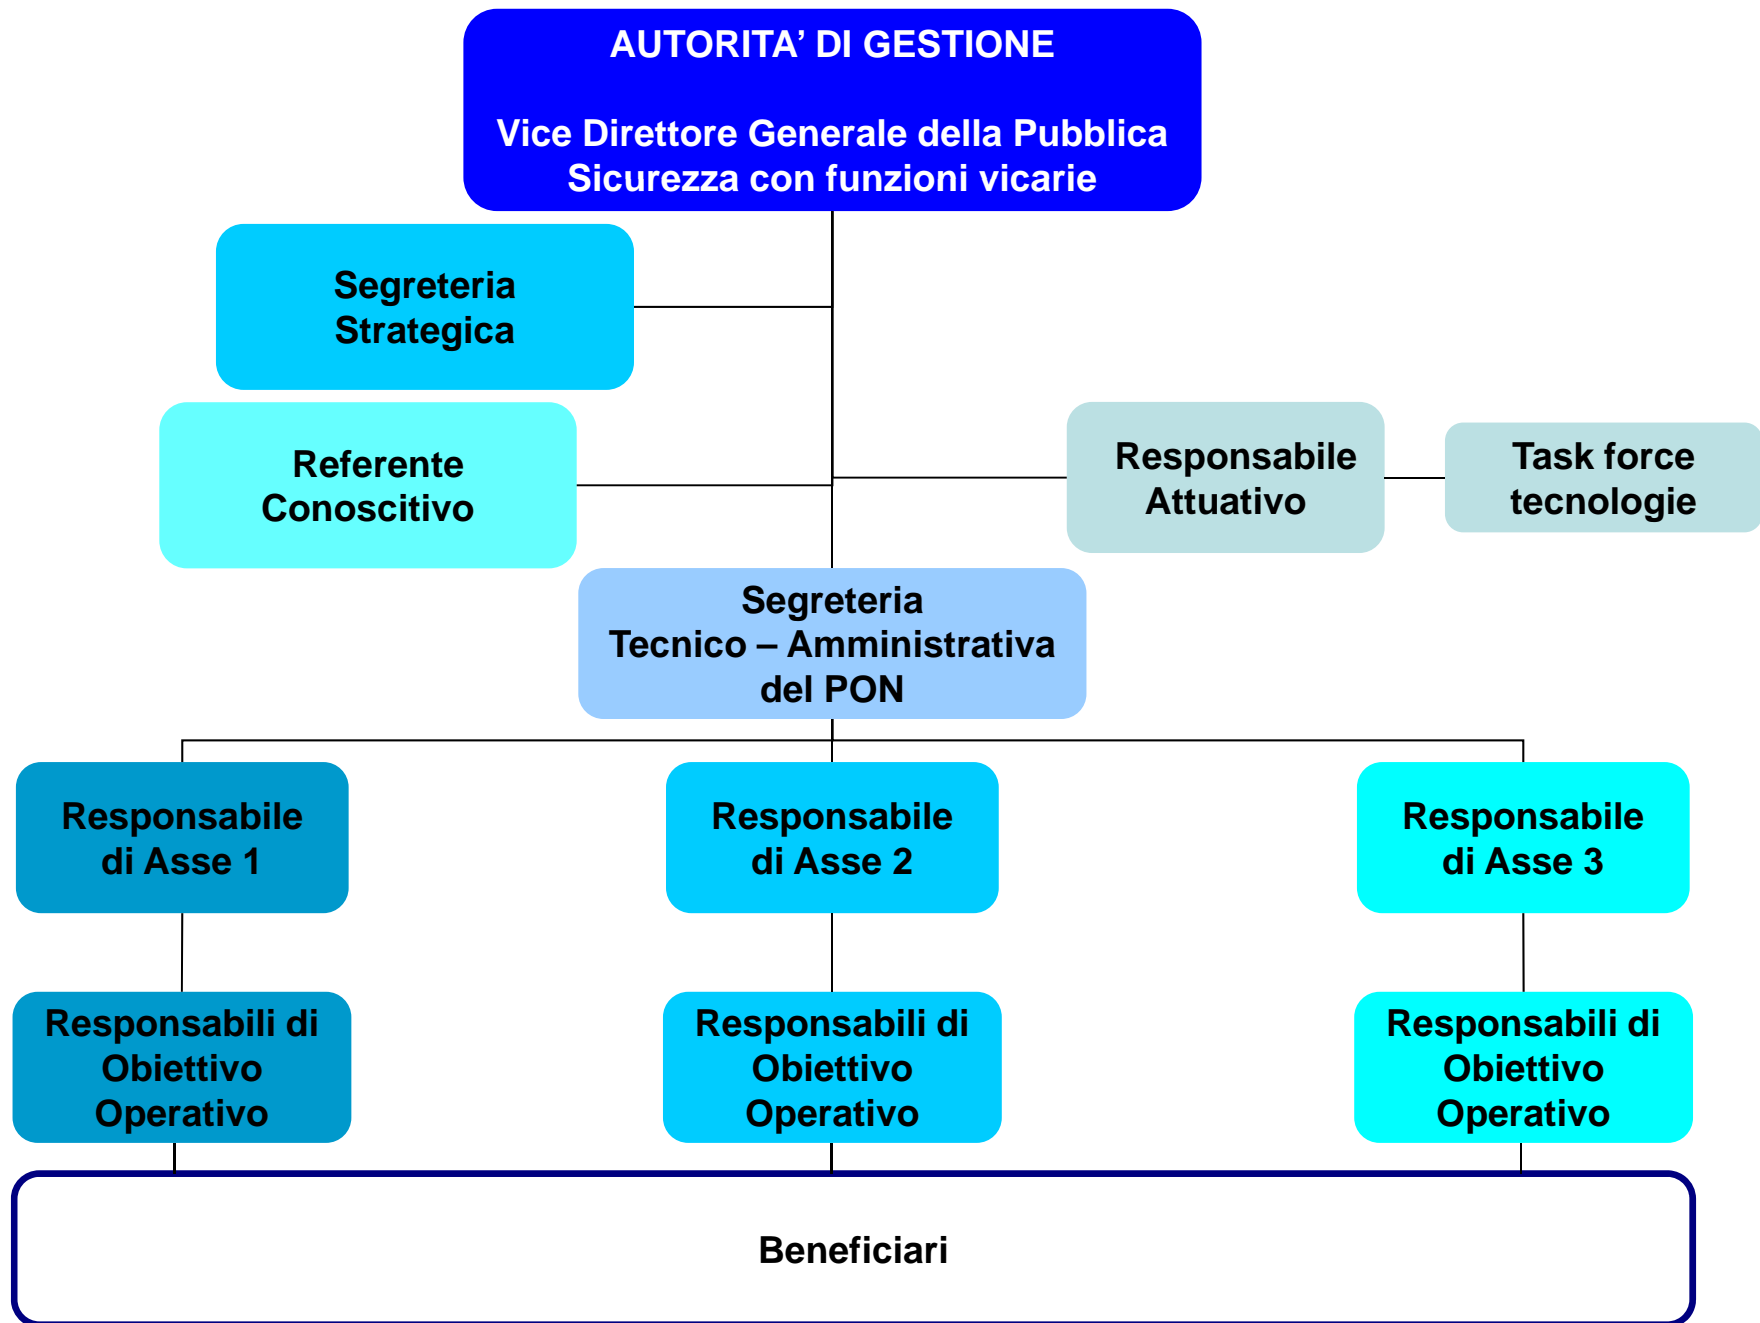 AUTORITA’ DI GESTIONE
Vice Direttore Generale della Pubblica
Sicurezza con funzioni vicarie
Segreteria
Strategica
Referente
Conoscitivo
Responsabile
Attuativo
Task force
tecnologie
Segreteria
Tecnico – Amministrativa
del PON
Responsabile
di Asse 1
Responsabile
di Asse 2
Responsabile
di Asse 3
Responsabili di
Obiettivo
Operativo
Responsabili di
Obiettivo
Operativo
Responsabili di
Obiettivo
Operativo
Beneficiari